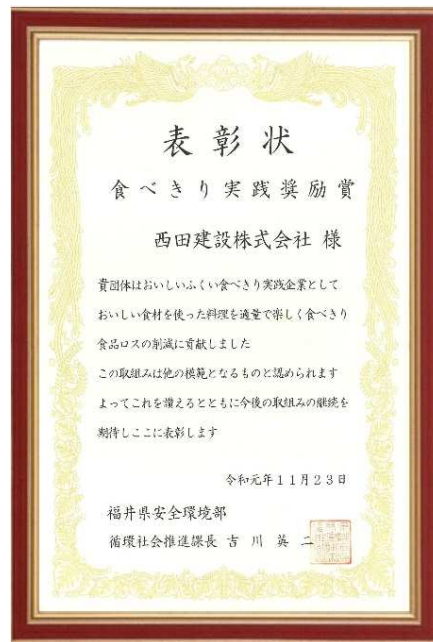 表彰状
食べきり実践奨励賞
西田建設株式会社 様
貴団体はおいしいふくい食べきり実践企業として
おいしい食材を使った料理を適量で楽しく食べきり
食品ロスの削減に貢献しました
この取組みは他の模範となるものと認められます
よってこれを讃えるとともに今後の取組みの継続を
期待しここに表彰します
令和元年11月23日
福井県安全環境部
循環社会推進課長 吉川英二